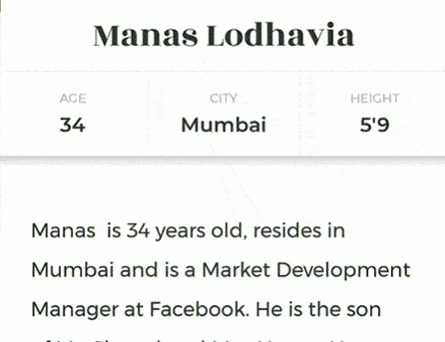 Manas Lodhavia
AGE CITY HEIGHT
34 Mumbai 5'9
Manas is 34 years old, resides in
Mumbai and is a Market Development
Manager at Facebook. He is the son